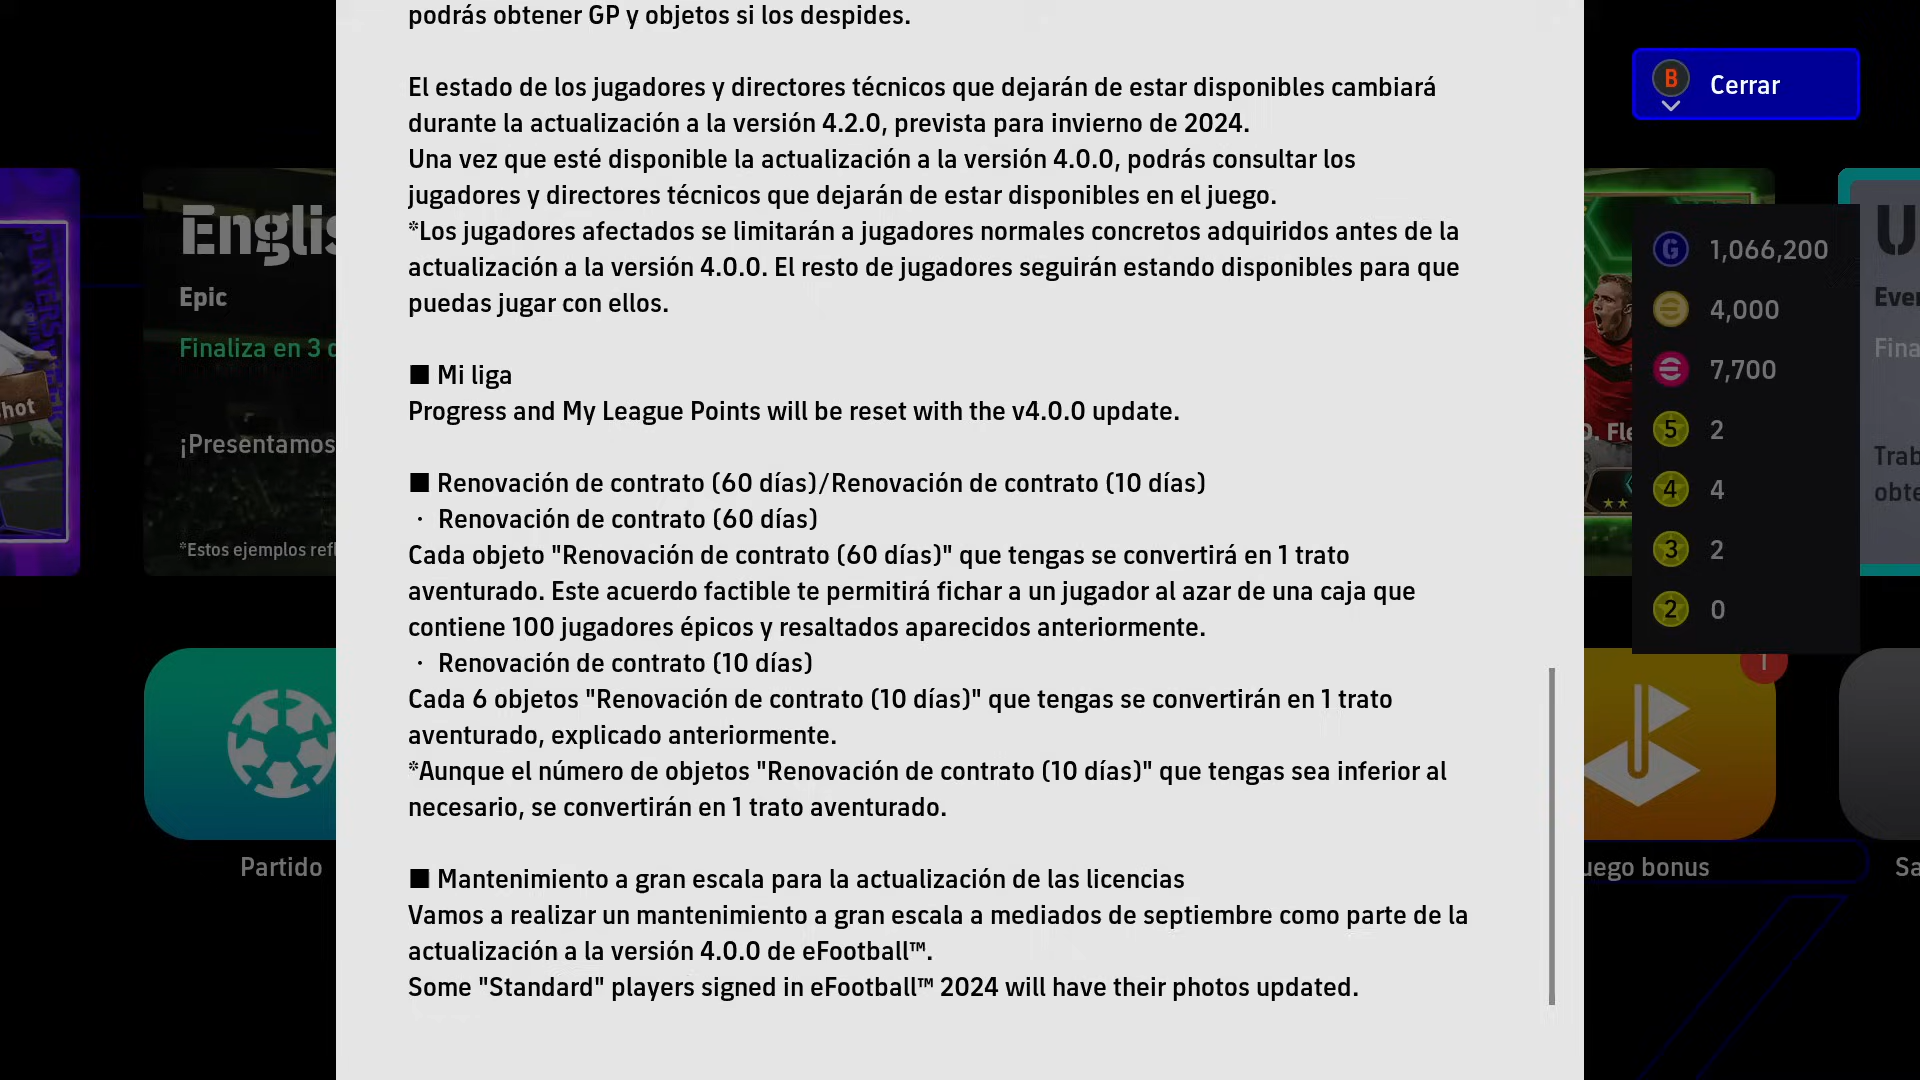 podrás obtener GP y objetos si los despides.
El estado de los jugadores y directores técnicos que dejarán de estar disponibles cambiará
durante la actualización a la versión 4.2.0, prevista para invierno de 2024.
Una vez que esté disponible la actualización a la versión 4.0.0, podrás consultar los
jugadores y directores técnicos que dejarán de estar disponibles en el juego.
*Los jugadores afectados se limitarán a jugadores normales concretos adquiridos antes de la
actualización a la versión 4.0.0. El resto de jugadores seguirán estando disponibles para que
puedas jugar con ellos.
■ Mi liga
Progress and My League Points will be reset with the v4.0.0 update.
■ Renovación de contrato (60 días)/Renovación de contrato (10 días)
・ Renovación de contrato (60 días)
Cada objeto "Renovación de contrato (60 días)" que tengas se convertirá en 1 trato
aventurado. Este acuerdo factible te permitirá fichar a un jugador al azar de una caja que
contiene 100 jugadores épicos y resaltados aparecidos anteriormente.
・ Renovación de contrato (10 días)
Cada 6 objetos "Renovación de contrato (10 días)" que tengas se convertirán en 1 trato
aventurado, explicado anteriormente.
*Aunque el número de objetos "Renovación de contrato (10 días)" que tengas sea inferior al
necesario, se convertirán en 1 trato aventurado.
■ Mantenimiento a gran escala para la actualización de las licencias
Vamos a realizar un mantenimiento a gran escala a mediados de septiembre como parte de la
actualización a la versión 4.0.0 de eFootball™.
Some "Standard" players signed in eFootball™ 2024 will have their photos updated.
B Cerrar
G 1,066,200
4,000
7,700
5 2
4 4
3 2
2 0
Englis
Epic
Finaliza en 3 d
¡Presentamos
*Estos ejemplos refl
hot
PLAYERS
D. Fle
U
Even
Fina
Trab
obte
Partido
uego bonus
1
Sa